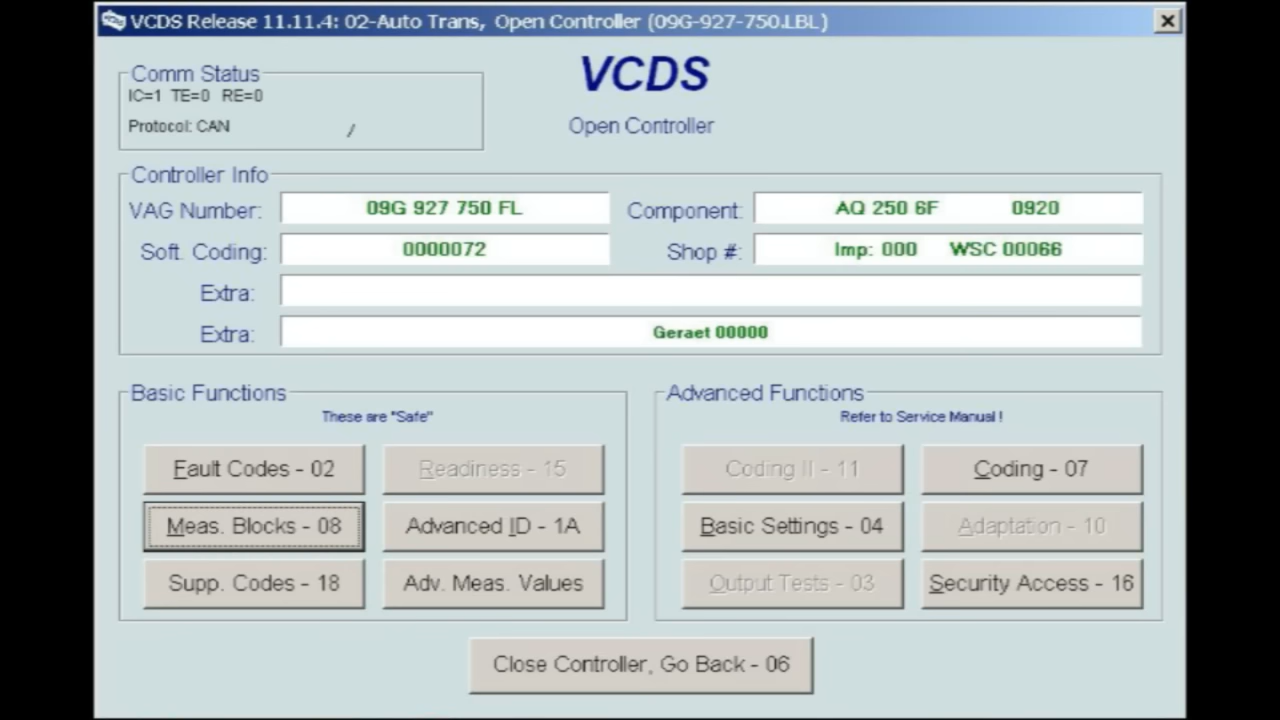 VCDS Release 11.11.4: 02-Auto Trans, Open Controller (09G-927-750.LBL)
Comm Status
IC=1 TE=0 RE=0
Protocol: CAN /
VCDS
Open Controller
Controller Info
VAG Number: 09G 927 750 FL Component: AQ 250 6F 0920
Soft. Coding: 0000072 Shop #: Imp: 000 WSC 00066
Extra:
Extra: Geraet 00000
Basic Functions
These are "Safe"
Fault Codes - 02 Readiness - 15
Meas. Blocks - 08 Advanced ID - 1A
Supp. Codes - 18 Adv. Meas. Values
Advanced Functions
Refer to Service Manual !
Coding II - 11 Coding - 07
Basic Settings - 04 Adaptation - 10
Output Tests - 03 Security Access - 16
Close Controller, Go Back - 06